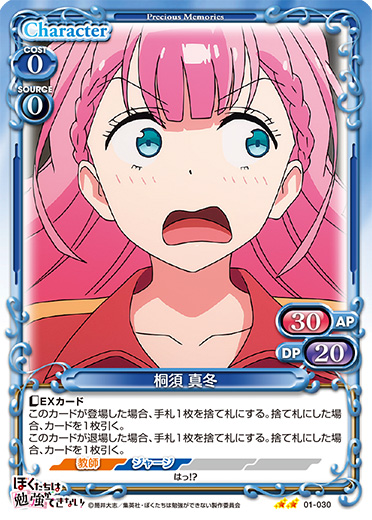 Precious Memories
Character
COST
0
SOURCE
0
30 AP
DP 20
桐須 真冬
EXカード
このカードが登場した場合、手札1枚を捨て札にする。捨て札にした場
合、カードを1枚引く。
このカードが退場した場合、手札1枚を捨て札にする。捨て札にした場
合、カードを1枚引く。
教師 ジャージ
はっ!?
ぼくたちは
勉強ができない
©筒井大志／集英社・ぼくたちは勉強ができない製作委員会
01-030